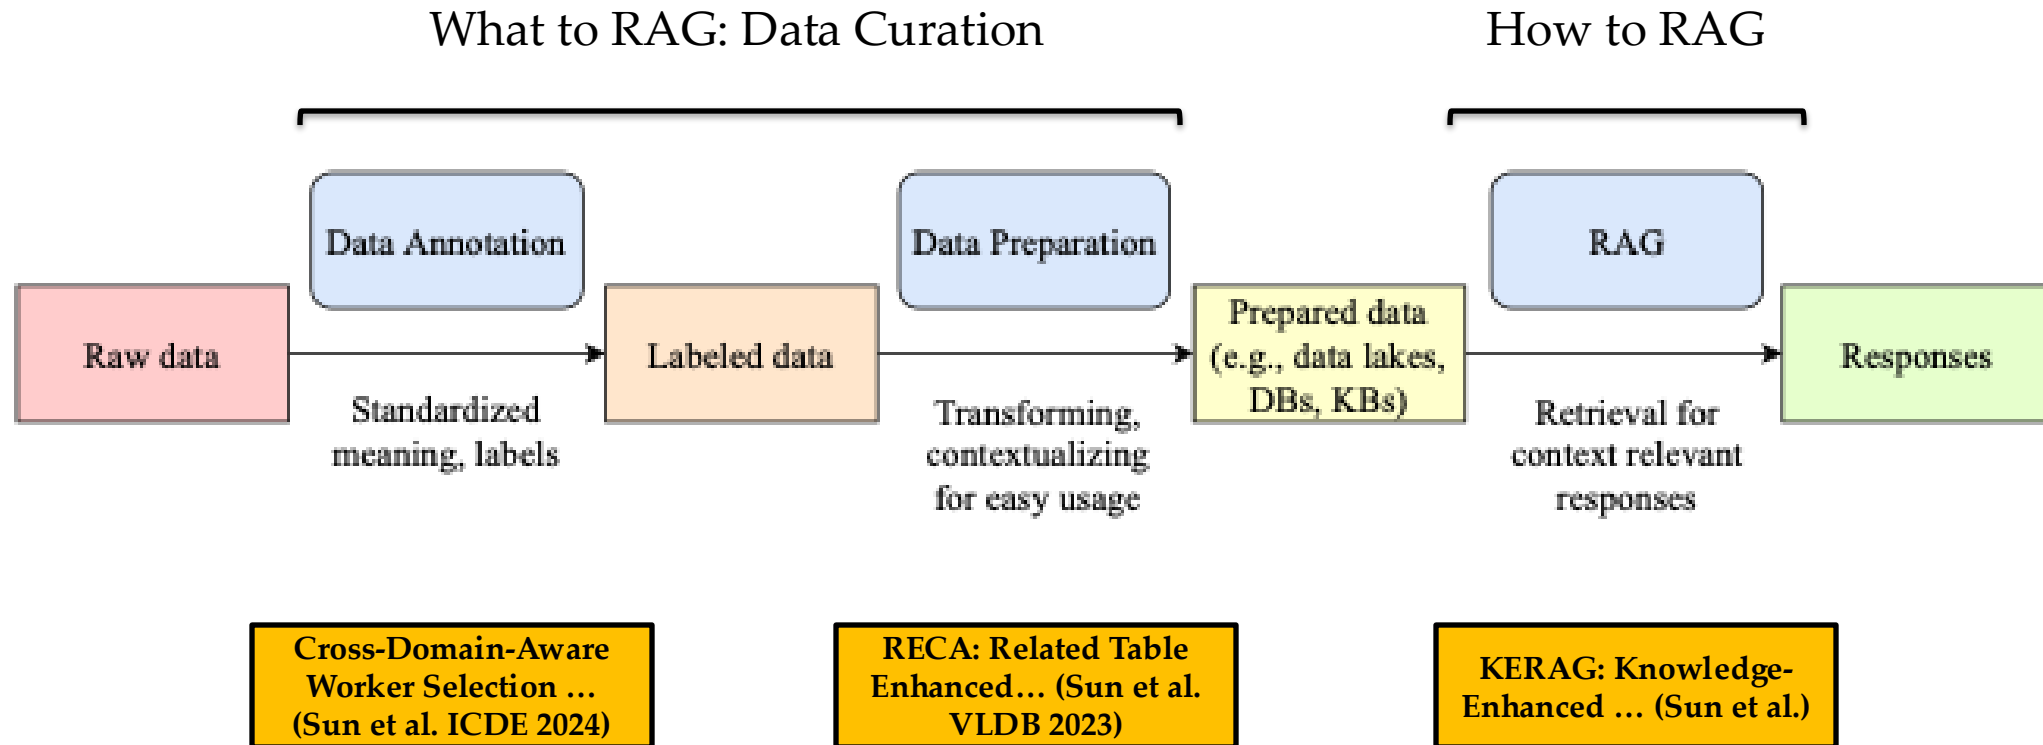 What to RAG: Data Curation
How to RAG
Data Annotation
Data Preparation
RAG
Raw data
Labeled data
Prepared data
(e.g., data lakes,
DBs, KBs)
Responses
Standardized
meaning, labels
Transforming,
contextualizing
for easy usage
Retrieval for
context relevant
responses
Cross-Domain-Aware
Worker Selection …
(Sun et al. ICDE 2024)
RECA: Related Table
Enhanced… (Sun et al.
VLDB 2023)
KERAG: Knowledge-
Enhanced … (Sun et al.)